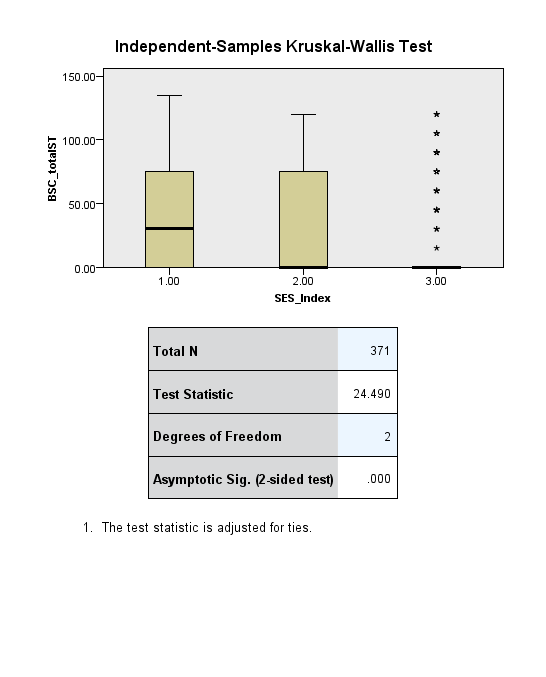 Independent-Samples Kruskal-Wallis Test
150.00
100.00
50.00
0.00
BSC_totalST
1.00 2.00 3.00
SES_Index
Total N 371
Test Statistic 24.490
Degrees of Freedom 2
Asymptotic Sig. (2-sided test) .000
1. The test statistic is adjusted for ties.